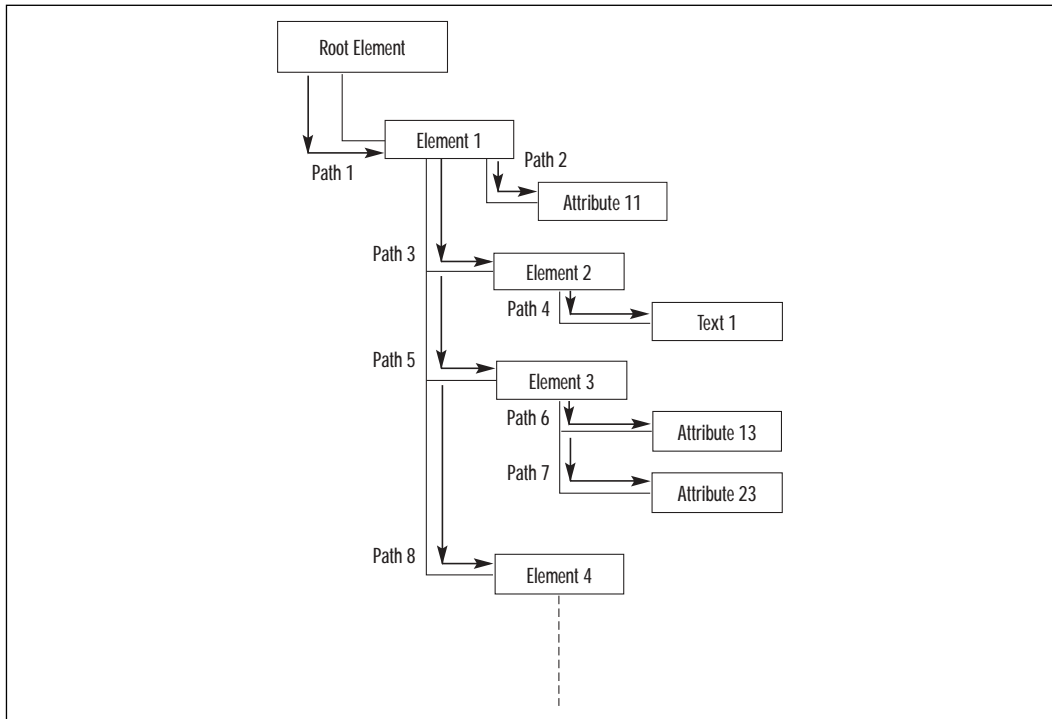 Root Element
Element 1
Path 1
Path 2
Attribute 11
Path 3
Element 2
Path 4
Text 1
Path 5
Element 3
Path 6
Attribute 13
Path 7
Attribute 23
Path 8
Element 4